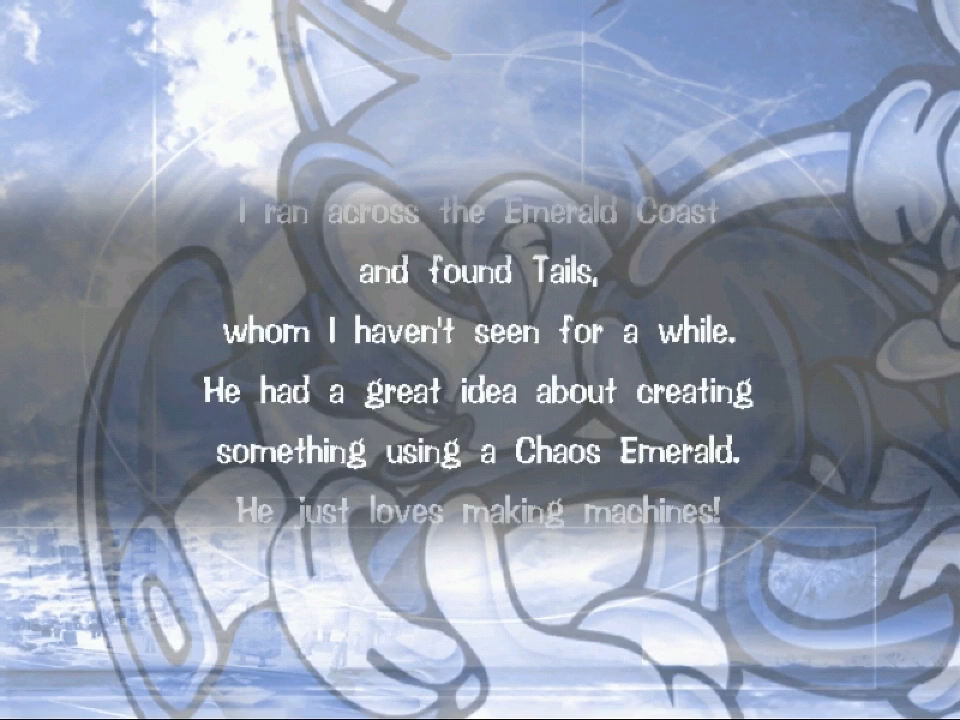 I ran across the Emerald Coast
and found Tails,
whom I haven't seen for a while.
He had a great idea about creating
something using a Chaos Emerald.
He just loves making machines!